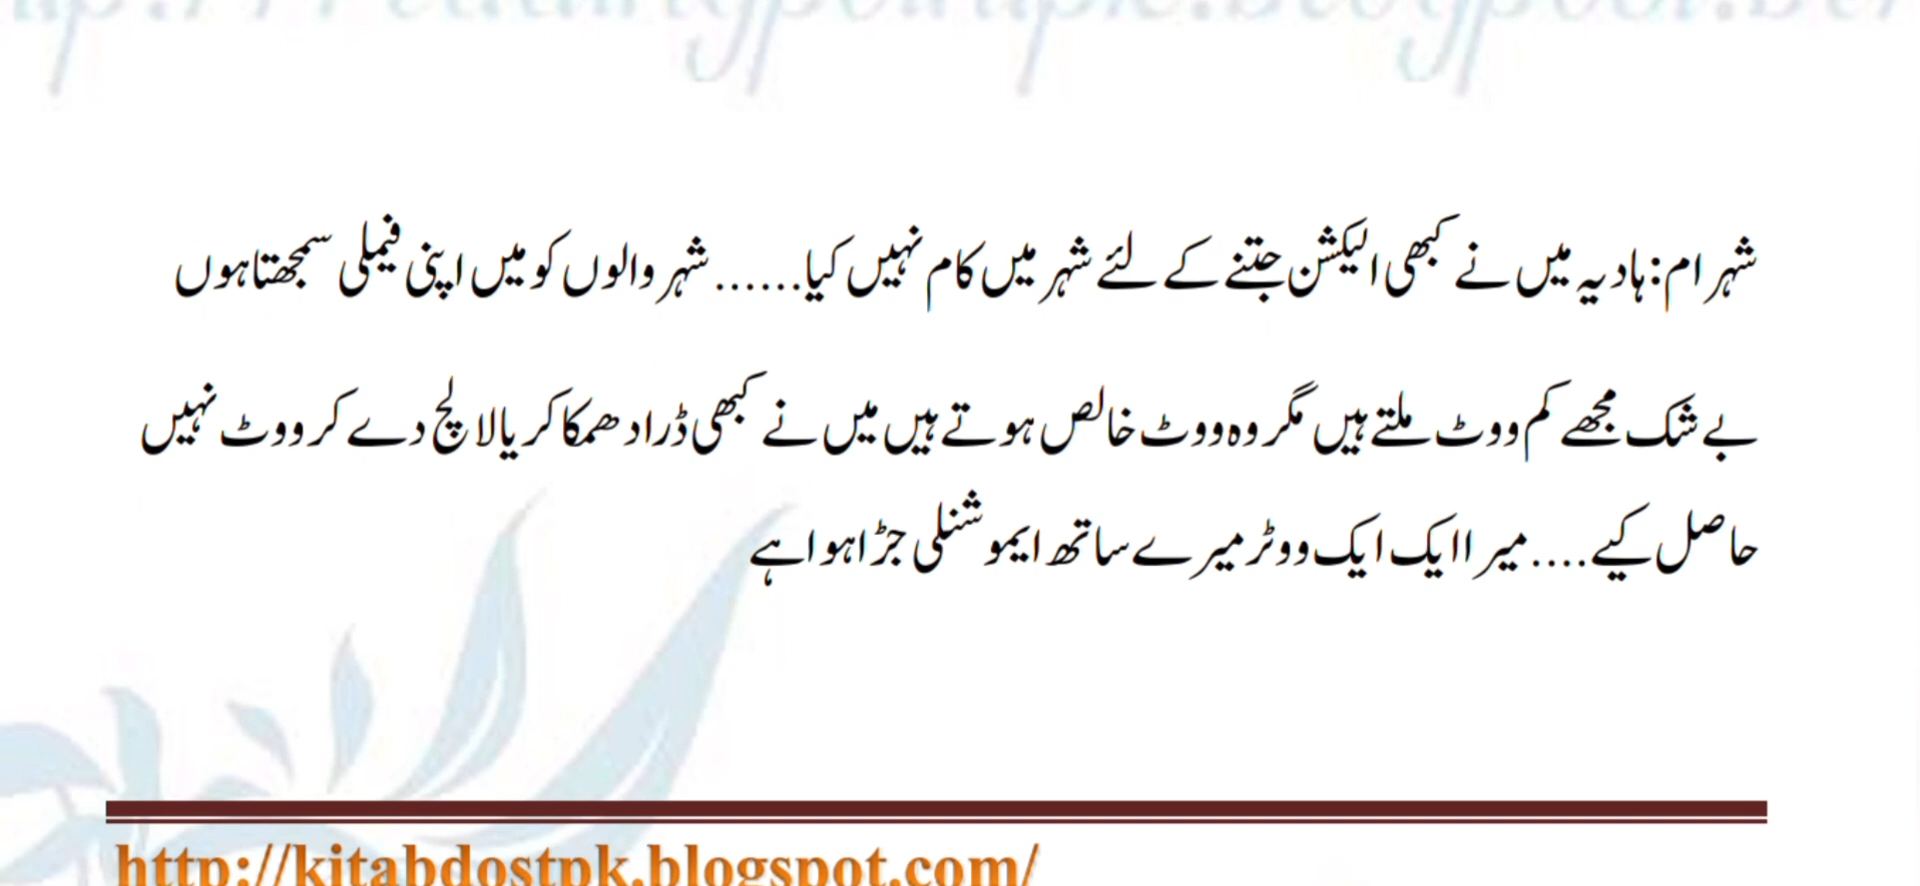 شہرام: ہادیہ میں نے کبھی الیکشن جتنے کے لئے شہر میں کام نہیں کیا...... شہر والوں کو میں اپنی فیملی سمجھتا ہوں
بے شک مجھے کم ووٹ ملتے ہیں مگر وہ ووٹ خالص ہوتے ہیں میں نے کبھی ڈرا دھمکا کر یا لالچ دے کر ووٹ نہیں
حاصل کیے.... میرا ایک ایک ووٹر میرے ساتھ ایموشنلی جڑا ہوا ہے
http://kitabdostpk.blogspot.com/